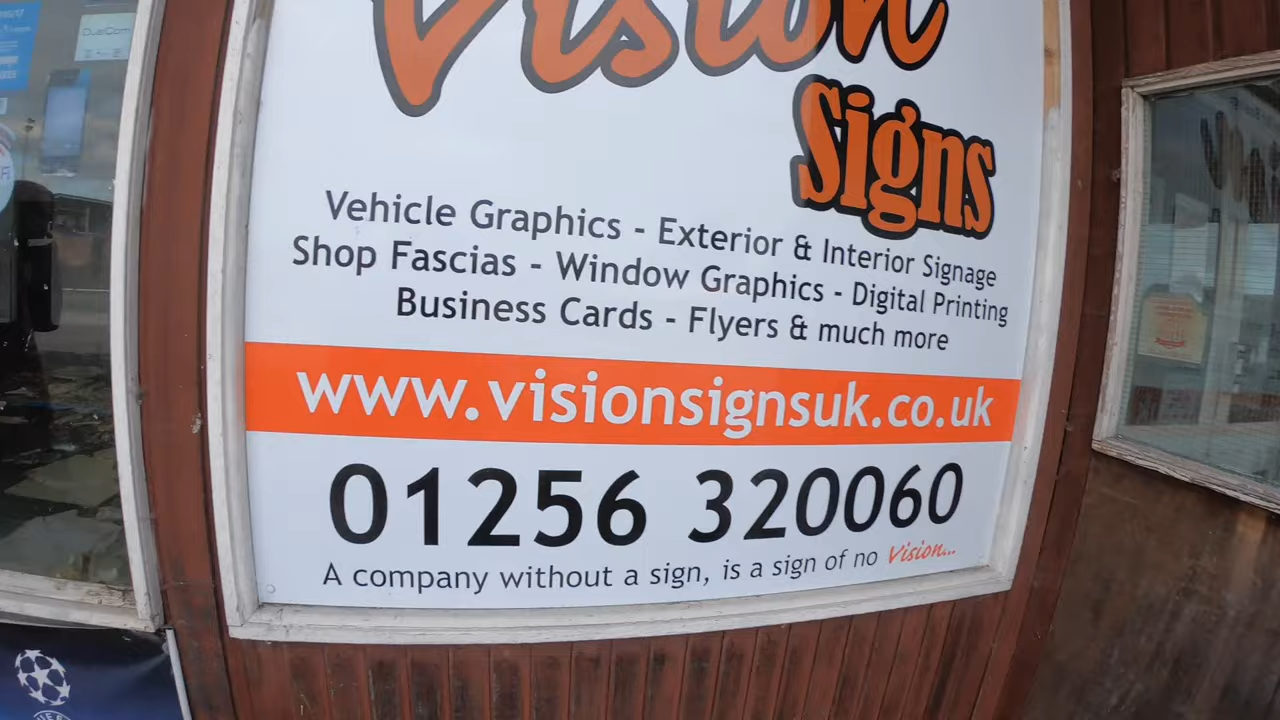 Vision
Signs
Vehicle Graphics - Exterior & Interior Signage
Shop Fascias - Window Graphics - Digital Printing
Business Cards - Flyers & much more
www.visionsignsuk.co.uk
01256 320060
A company without a sign, is a sign of no Vision...